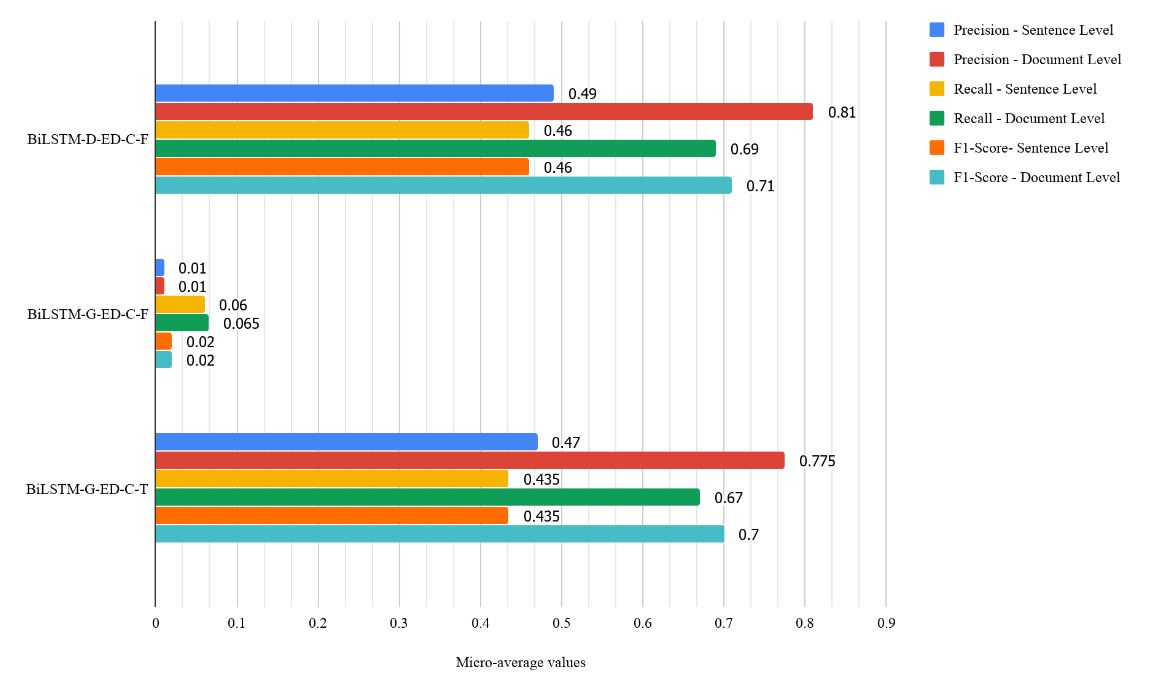 Precision - Sentence Level
Precision - Document Level
Recall - Sentence Level
Recall - Document Level
F1-Score- Sentence Level
F1-Score - Document Level
BiLSTM-D-ED-C-F
0.49
0.81
0.46
0.69
0.46
0.71
BiLSTM-G-ED-C-F
0.01
0.01
0.06
0.065
0.02
0.02
BiLSTM-G-ED-C-T
0.47
0.775
0.435
0.67
0.435
0.7
0 0.1 0.2 0.3 0.4 0.5 0.6 0.7 0.8 0.9
Micro-average values